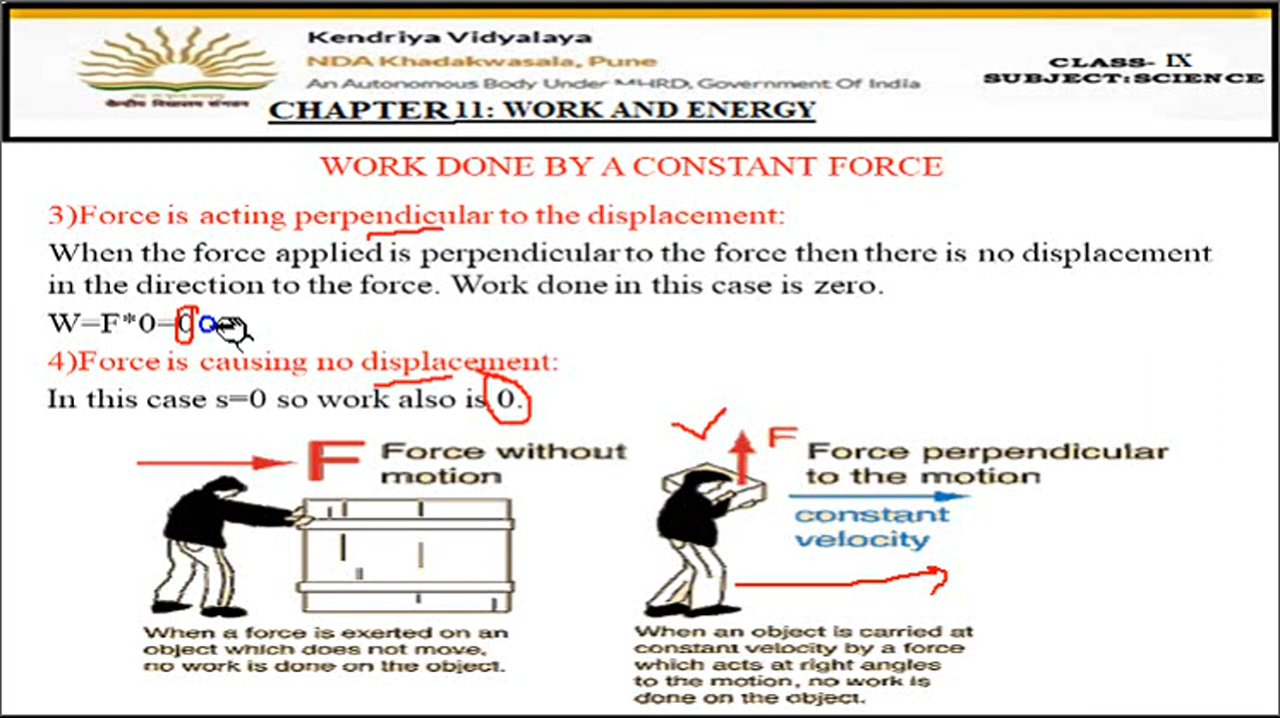 Kendriya Vidyalaya
NDA Khadakwasala, Pune
An Autonomous Body Under MHRD, Government Of India
केन्द्रीय विद्यालय संगठन
CLASS- IX
SUBJECT:SCIENCE
CHAPTER 11: WORK AND ENERGY
WORK DONE BY A CONSTANT FORCE
3)Force is acting perpendicular to the displacement:
When the force applied is perpendicular to the force then there is no displacement
in the direction to the force. Work done in this case is zero.
W=F*0=0
4)Force is causing no displacement:
In this case s=0 so work also is 0.
F Force without
motion
When a force is exerted on an
object which does not move,
no work is done on the object.
F Force perpendicular
to the motion
constant
velocity
When an object is carried at
constant velocity by a force
which acts at right angles
to the motion, no work is
done on the object.